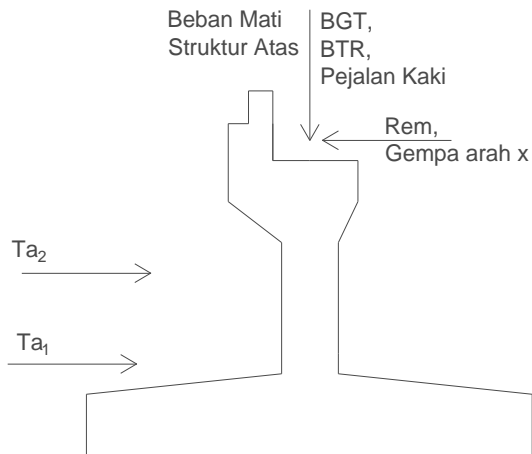 Beban Mati
Struktur Atas
BGT,
BTR,
Pejalan Kaki
Rem,
Gempa arah x
Ta₂
Ta₁